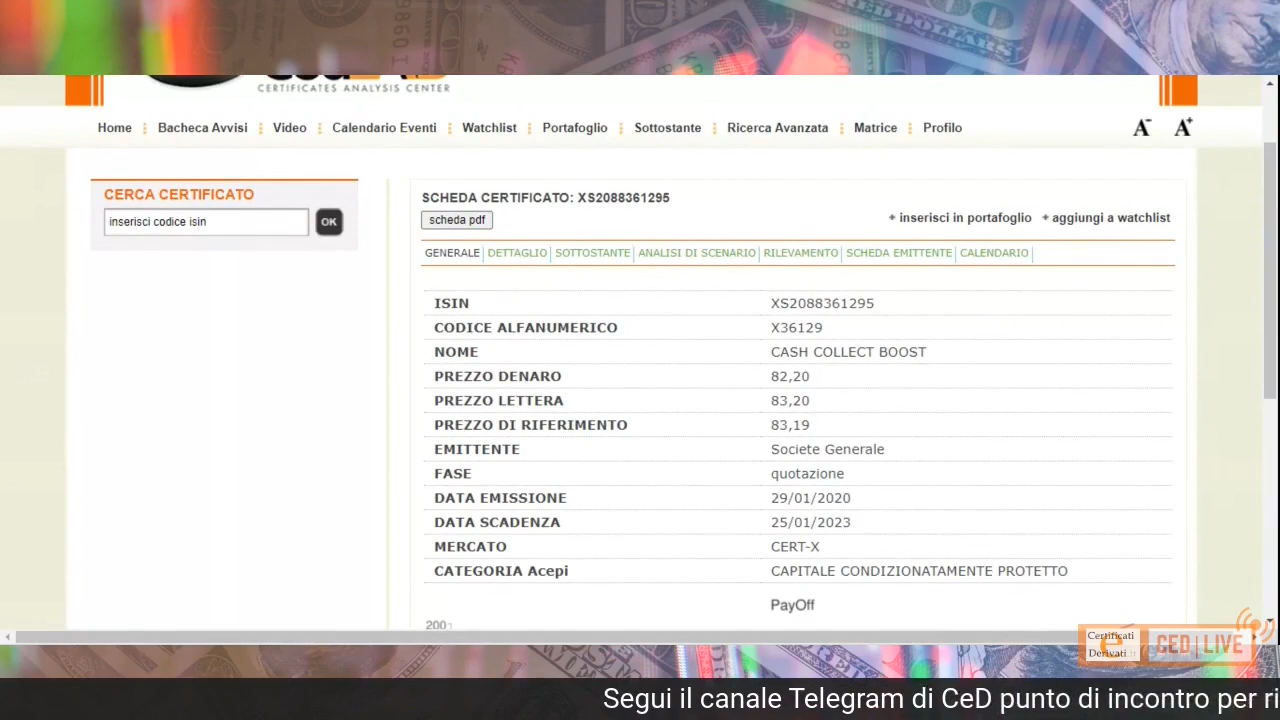 CERTIFICATES ANALYSIS CENTER
Home Bacheca Avvisi Video Calendario Eventi Watchlist Portafoglio Sottostante Ricerca Avanzata Matrice Profilo A- A+
CERCA CERTIFICATO
inserisci codice isin OK
SCHEDA CERTIFICATO: XS2088361295
scheda pdf
+ inserisci in portafoglio + aggiungi a watchlist
GENERALE DETTAGLIO SOTTOSTANTE ANALISI DI SCENARIO RILEVAMENTO SCHEDA EMITTENTE CALENDARIO
ISIN XS2088361295
CODICE ALFANUMERICO X36129
NOME CASH COLLECT BOOST
PREZZO DENARO 82,20
PREZZO LETTERA 83,20
PREZZO DI RIFERIMENTO 83,19
EMITTENTE Societe Generale
FASE quotazione
DATA EMISSIONE 29/01/2020
DATA SCADENZA 25/01/2023
MERCATO CERT-X
CATEGORIA Acepi CAPITALE CONDIZIONATAMENTE PROTETTO
PayOff
200
Certificati
e
Derivati.it
CED|LIVE
Segui il canale Telegram di CeD punto di incontro per ri